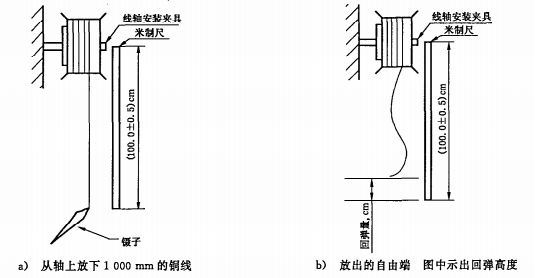 线轴安装夹具
米制尺
(100.0±0.5)cm
镊子
a) 从轴上放下1 000 mm的铜线
线轴安装夹具
米制尺
(100.0±0.5)cm
回弹量,cm
b) 放出的自由端 图中示出回弹高度